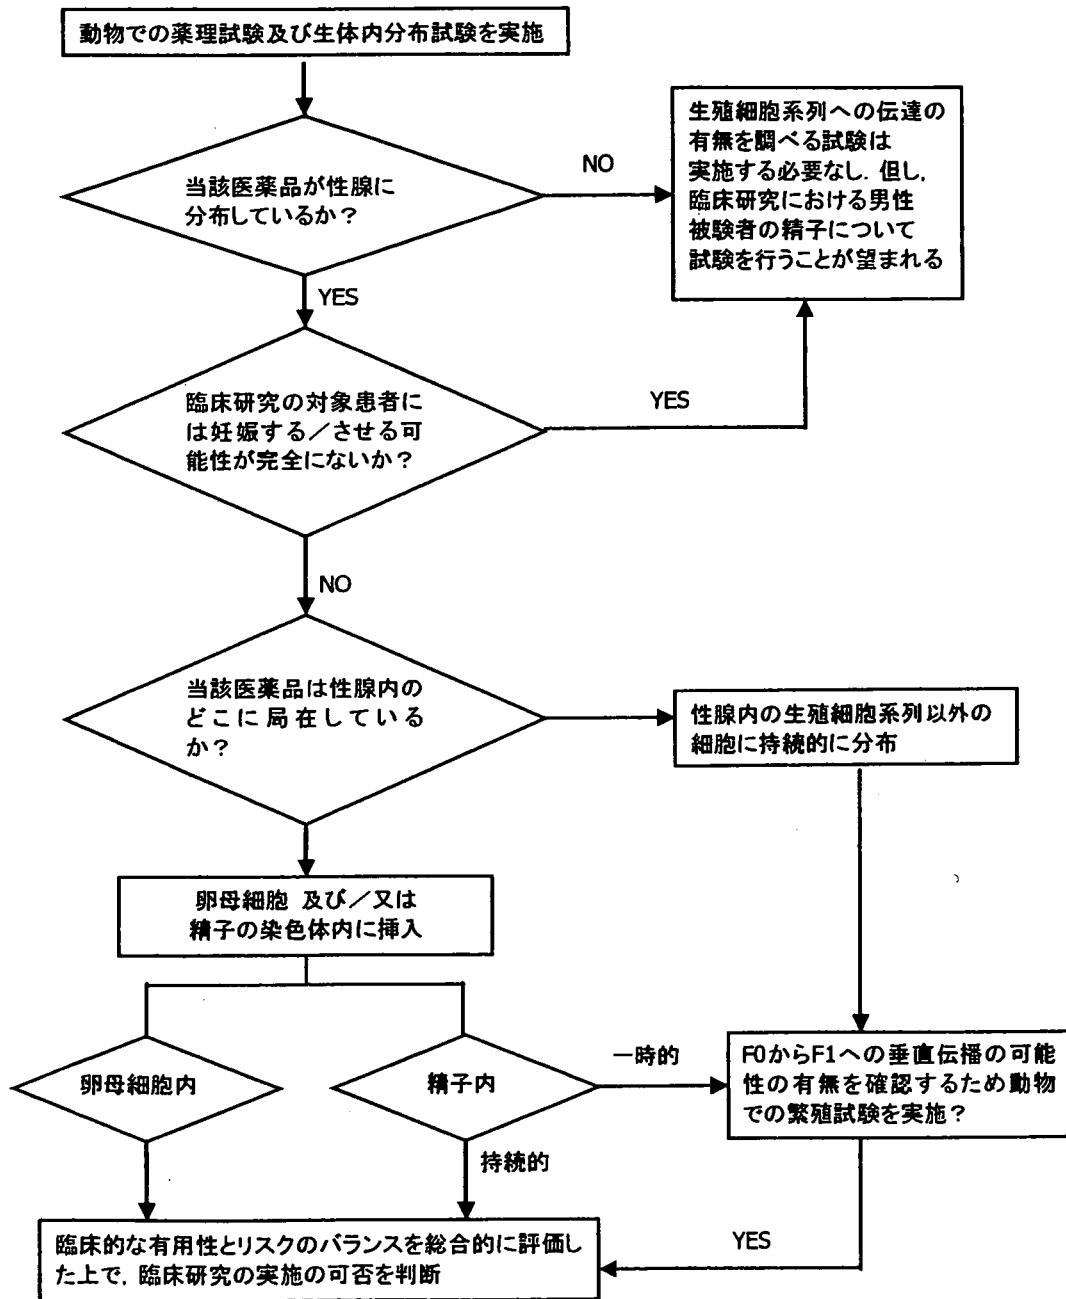 動物での薬理試験及び生体内分布試験を実施
当該医薬品が性腺に
分布しているか？
NO
生殖細胞系列への伝達の
有無を調べる試験は
実施する必要なし．但し，
臨床研究における男性
被験者の精子について
試験を行うことが望まれる
YES
臨床研究の対象患者に
は妊娠する／させる可
能性が完全にないか？
YES
NO
当該医薬品は性腺内の
どこに局在している
か？
性腺内の生殖細胞系列以外の
細胞に持続的に分布
卵母細胞 及び／又は
精子の染色体内に挿入
卵母細胞内
精子内
一時的
F0からF1への垂直伝播の可能
性の有無を確認するため動物
での繁殖試験を実施？
持続的
YES
臨床的な有用性とリスクのバランスを総合的に評価し
た上で，臨床研究の実施の可否を判断